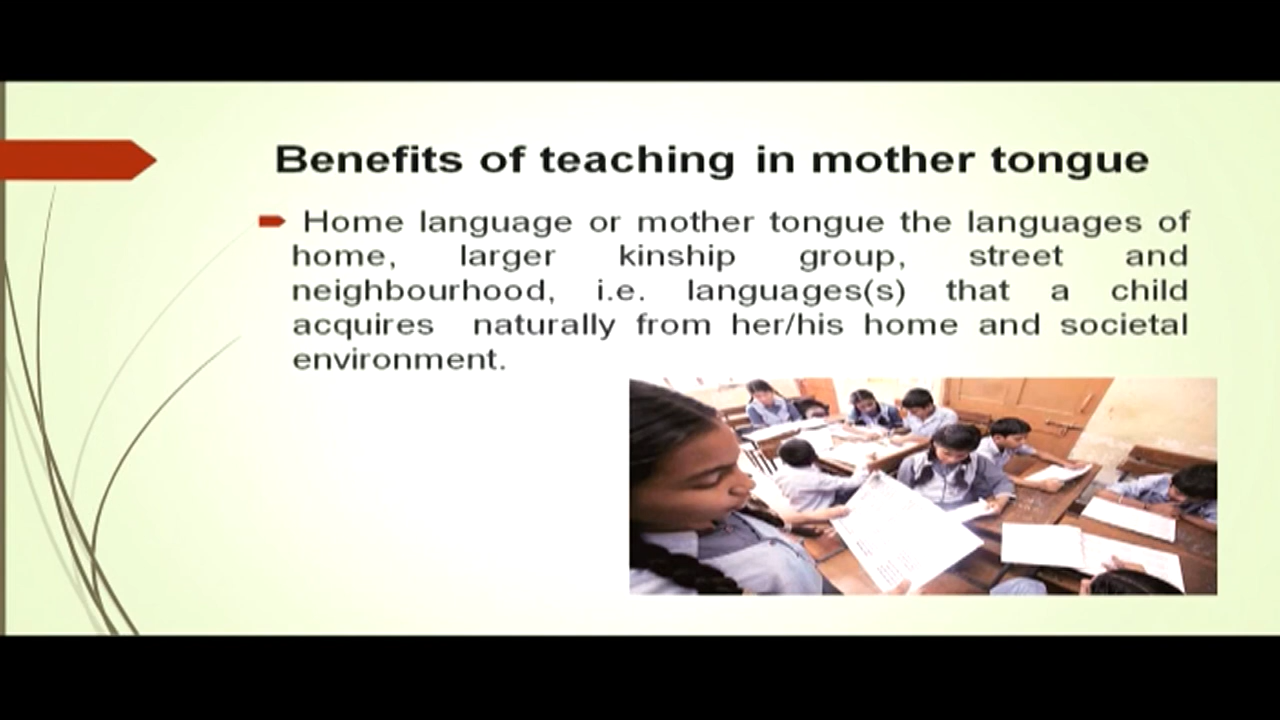 Benefits of teaching in mother tongue
Home language or mother tongue the languages of
home, larger kinship group, street and
neighbourhood, i.e. languages(s) that a child
acquires naturally from her/his home and societal
environment.